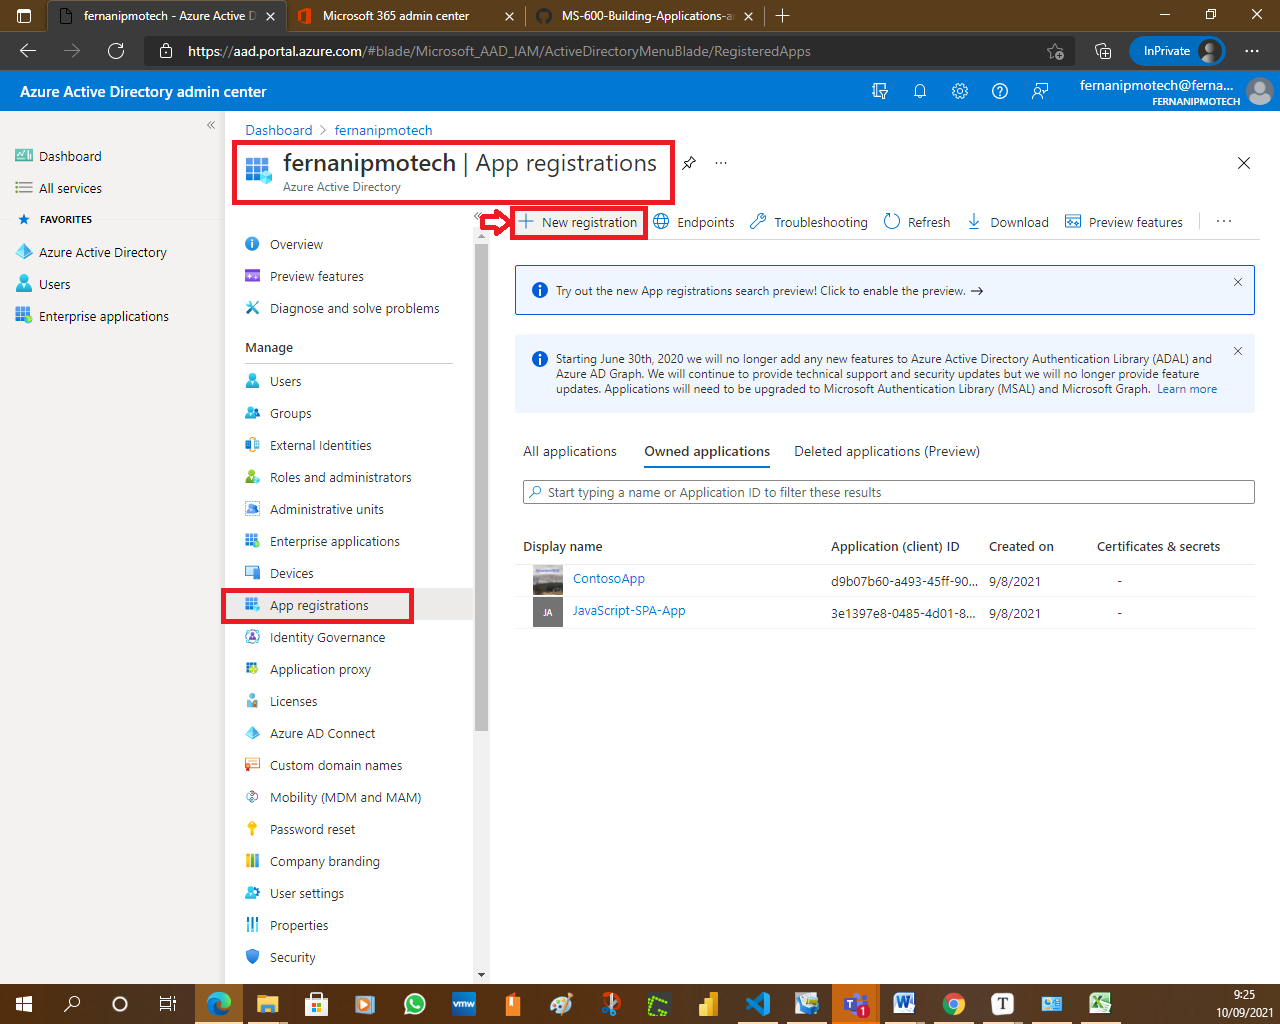 fernanipmotech - Azure Active D
Microsoft 365 admin center
MS-600-Building-Applications-a
https://aad.portal.azure.com/#blade/Microsoft_AAD_IAM/ActiveDirectoryMenuBlade/RegisteredApps
InPrivate
Azure Active Directory admin center
fernanipmotech@ferna...
FERNANIPMOTECH
Dashboard
All services
FAVORITES
Azure Active Directory
Users
Enterprise applications
Dashboard > fernanipmotech
fernanipmotech | App registrations
Azure Active Directory
New registration
Endpoints
Troubleshooting
Refresh
Download
Preview features
Overview
Preview features
Diagnose and solve problems
Manage
Users
Groups
External Identities
Roles and administrators
Administrative units
Enterprise applications
Devices
App registrations
Identity Governance
Application proxy
Licenses
Azure AD Connect
Custom domain names
Mobility (MDM and MAM)
Password reset
Company branding
User settings
Properties
Security
Try out the new App registrations search preview! Click to enable the preview. →
Starting June 30th, 2020 we will no longer add any new features to Azure Active Directory Authentication Library (ADAL) and
Azure AD Graph. We will continue to provide technical support and security updates but we will no longer provide feature
updates. Applications will need to be upgraded to Microsoft Authentication Library (MSAL) and Microsoft Graph. Learn more
All applications
Owned applications
Deleted applications (Preview)
Start typing a name or Application ID to filter these results
Display name Application (client) ID Created on Certificates & secrets
ContosoApp d9b07b60-a493-45ff-90... 9/8/2021 -
JA JavaScript-SPA-App 3e1397e8-0485-4d01-8... 9/8/2021 -
vmw
1
T
9:25
10/09/2021